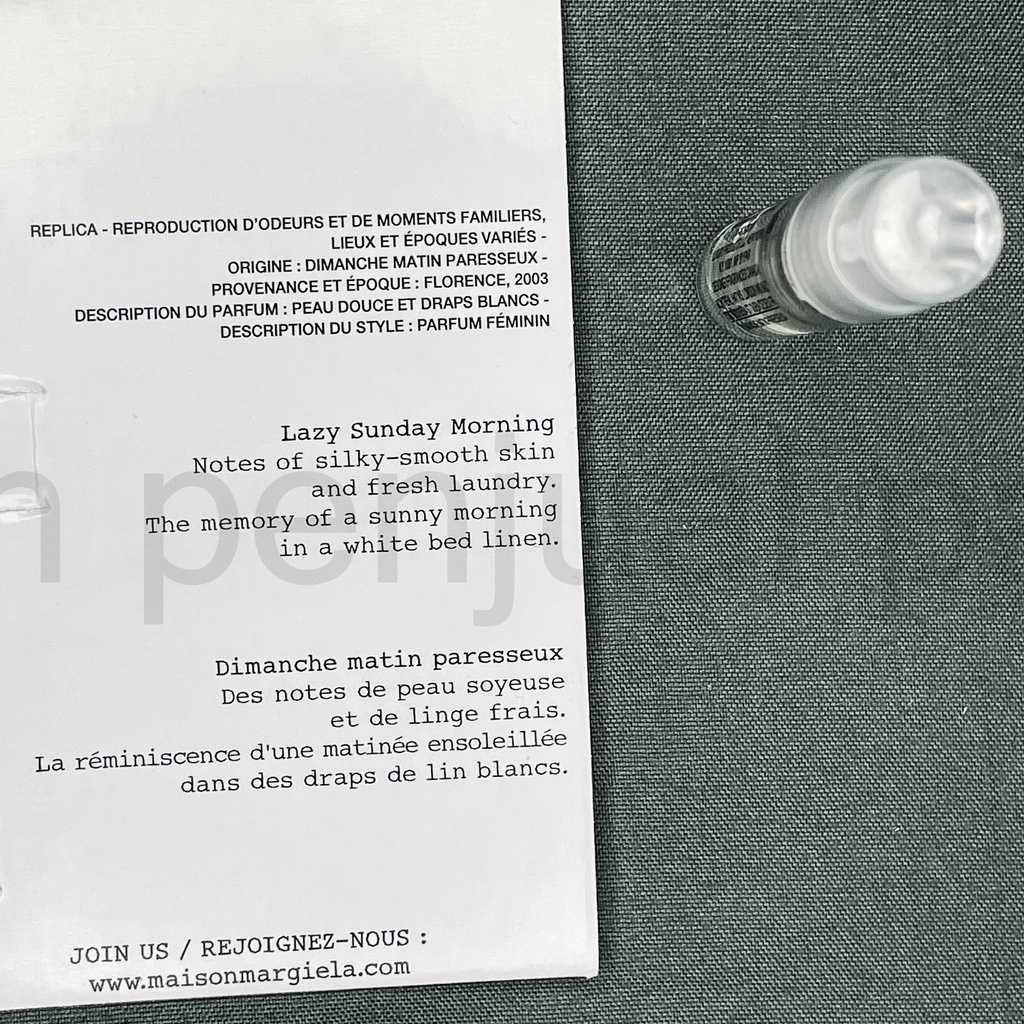 REPLICA - REPRODUCTION D'ODEURS ET DE MOMENTS FAMILIERS,
LIEUX ET ÉPOQUES VARIÉS -
ORIGINE : DIMANCHE MATIN PARESSEUX -
PROVENANCE ET ÉPOQUE : FLORENCE, 2003
DESCRIPTION DU PARFUM : PEAU DOUCE ET DRAPS BLANCS -
DESCRIPTION DU STYLE : PARFUM FÉMININ
Lazy Sunday Morning
Notes of silky-smooth skin
and fresh laundry.
The memory of a sunny morning
in a white bed linen.
Dimanche matin paresseux
Des notes de peau soyeuse
et de linge frais.
La réminiscence d'une matinée ensoleillée
dans des draps de lin blancs.
JOIN US / REJOIGNEZ-NOUS :
www.maisonmargiela.com